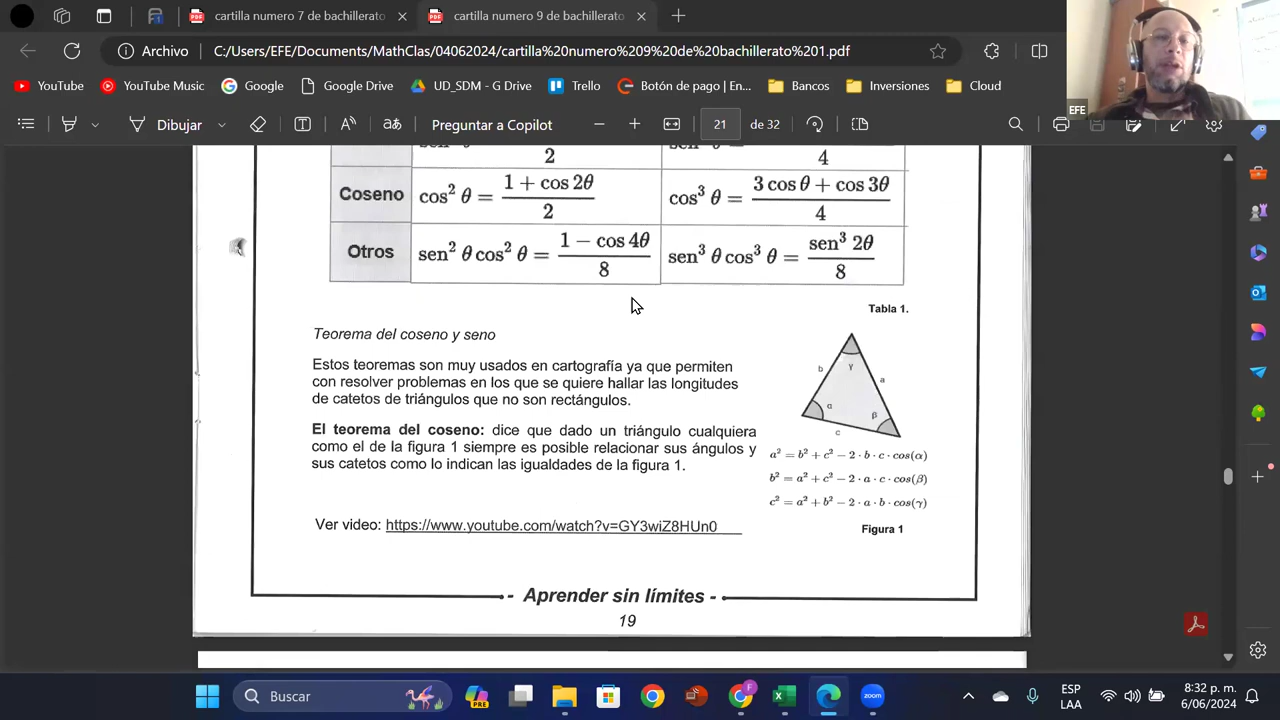 cartilla numero 7 de bachillerato
cartilla numero 9 de bachillerato
Archivo
C:/Users/EFE/Documents/MathClas/04062024/cartilla%20numero%209%20de%20bachillerato%201.pdf
YouTube
YouTube Music
Google
Google Drive
UD_SDM - G Drive
Trello
Botón de pago | En...
Bancos
Inversiones
Cloud
EFE
Dibujar
Preguntar a Copilot
21
de 32
2
4
Coseno
cos² θ = (1 + cos 2θ)/2
cos³ θ = (3 cos θ + cos 3θ)/4
Otros
sen² θ cos² θ = (1 − cos 4θ)/8
sen³ θ cos³ θ = sen³ 2θ/8
Tabla 1.
Teorema del coseno y seno
Estos teoremas son muy usados en cartografía ya que permiten
con resolver problemas en los que se quiere hallar las longitudes
de catetos de triángulos que no son rectángulos.
El teorema del coseno: dice que dado un triángulo cualquiera
como el de la figura 1 siempre es posible relacionar sus ángulos y
sus catetos como lo indican las igualdades de la figura 1.
b
γ
a
α
β
c
a² = b² + c² − 2 · b · c · cos(α)
b² = a² + c² − 2 · a · c · cos(β)
c² = a² + b² − 2 · a · b · cos(γ)
Figura 1
Ver video: https://www.youtube.com/watch?v=GY3wiZ8HUn0
- Aprender sin límites -
19
Buscar
PRE
F
zoom
ESP
LAA
8:32 p. m.
6/06/2024